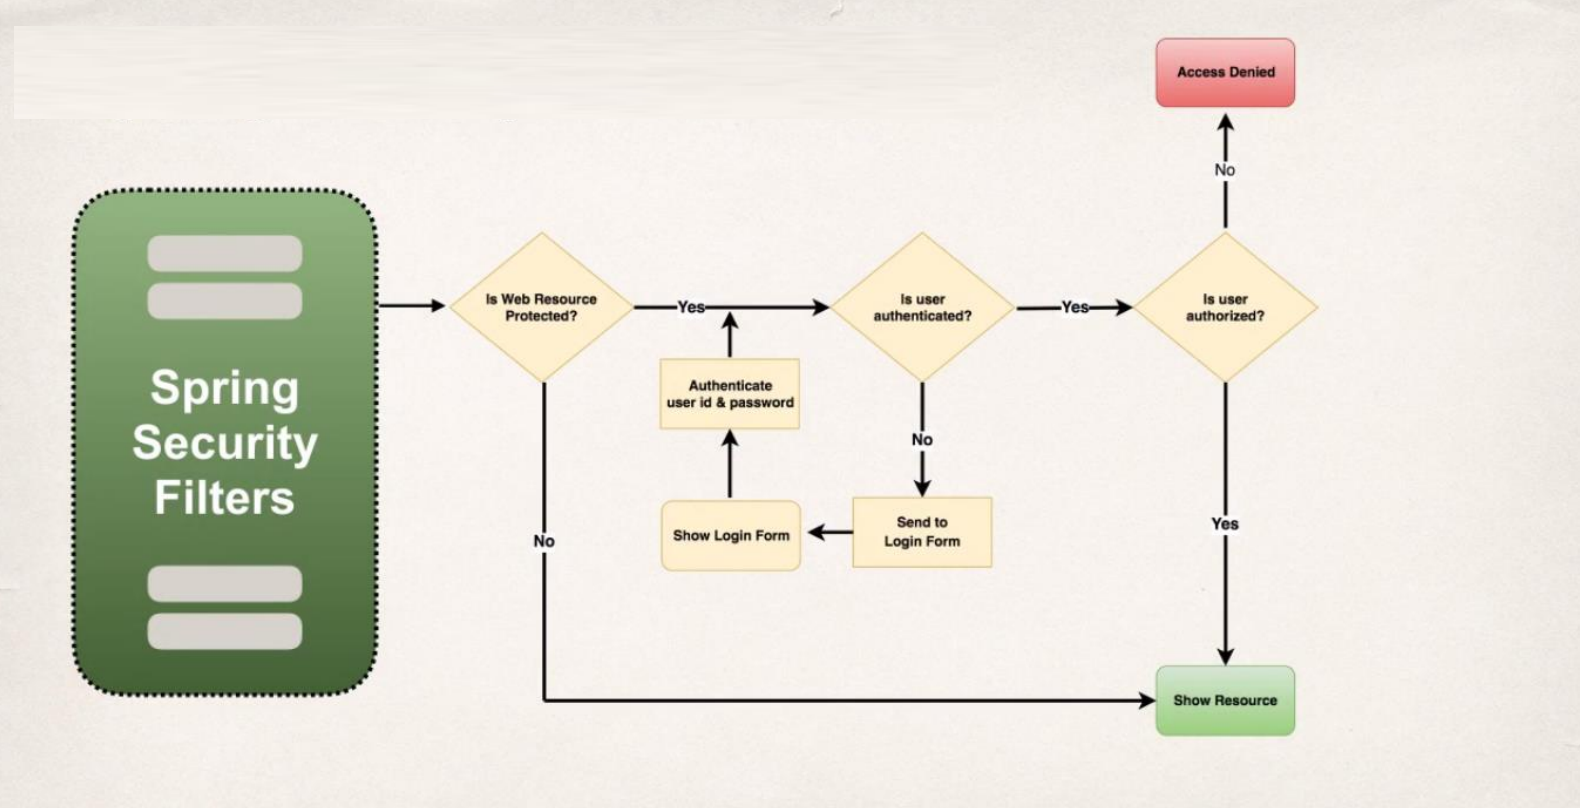 Access Denied
No
Spring
Security
Filters
Is Web Resource
Protected?
Yes
Is user
authenticated?
Yes
Is user
authorized?
Authenticate
user id & password
No
Show Login Form
Send to
Login Form
No
Yes
Show Resource